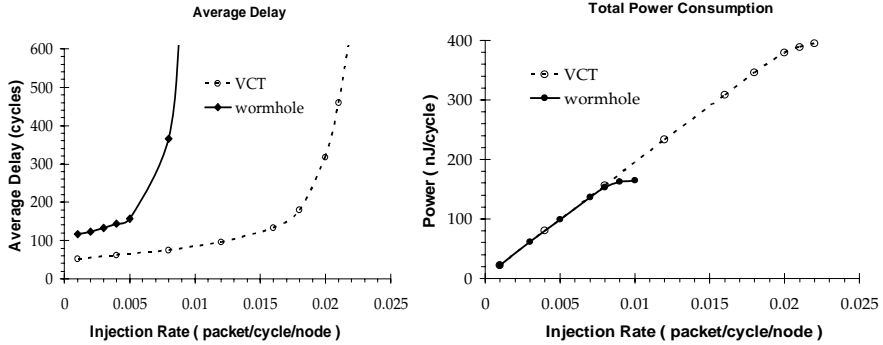 Average Delay
600
500
400
300
200
100
0
Average Delay (cycles)
VCT
wormhole
0
0.005
0.01
0.015
0.02
0.025
Injection Rate ( packet/cycle/node )
Total Power Consumption
400
300
200
100
0
Power ( nJ/cycle )
VCT
wormhole
0
0.005
0.01
0.015
0.02
0.025
Injection Rate ( packet/cycle/node )